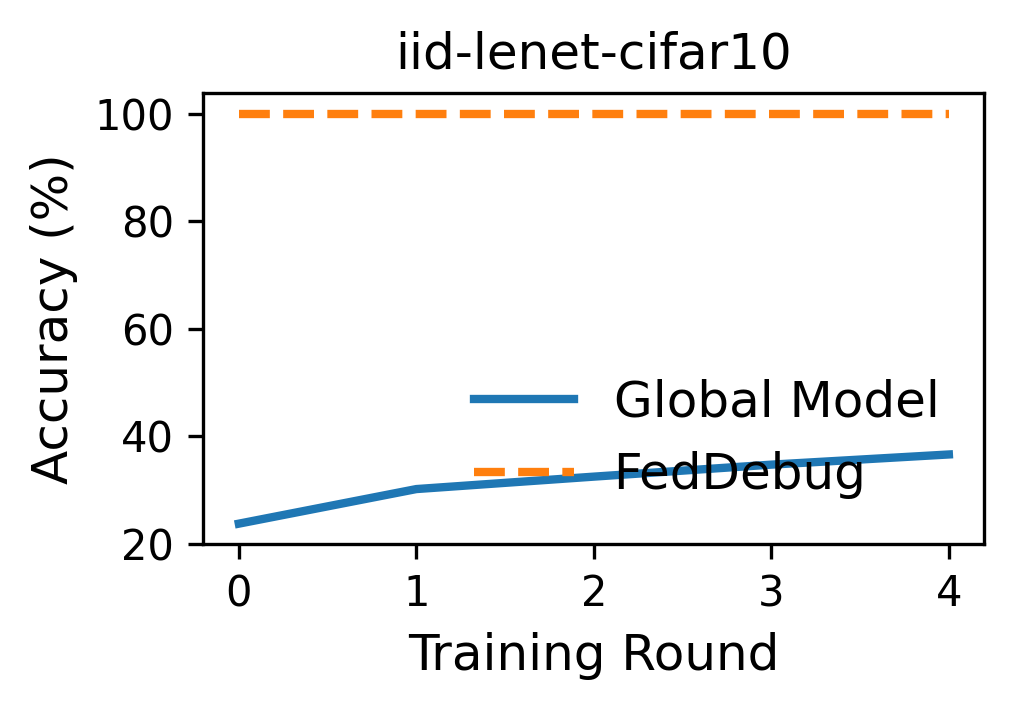 iid-lenet-cifar10
Accuracy (%)
100
80
60
40
20
Global Model
FedDebug
0 1 2 3 4
Training Round